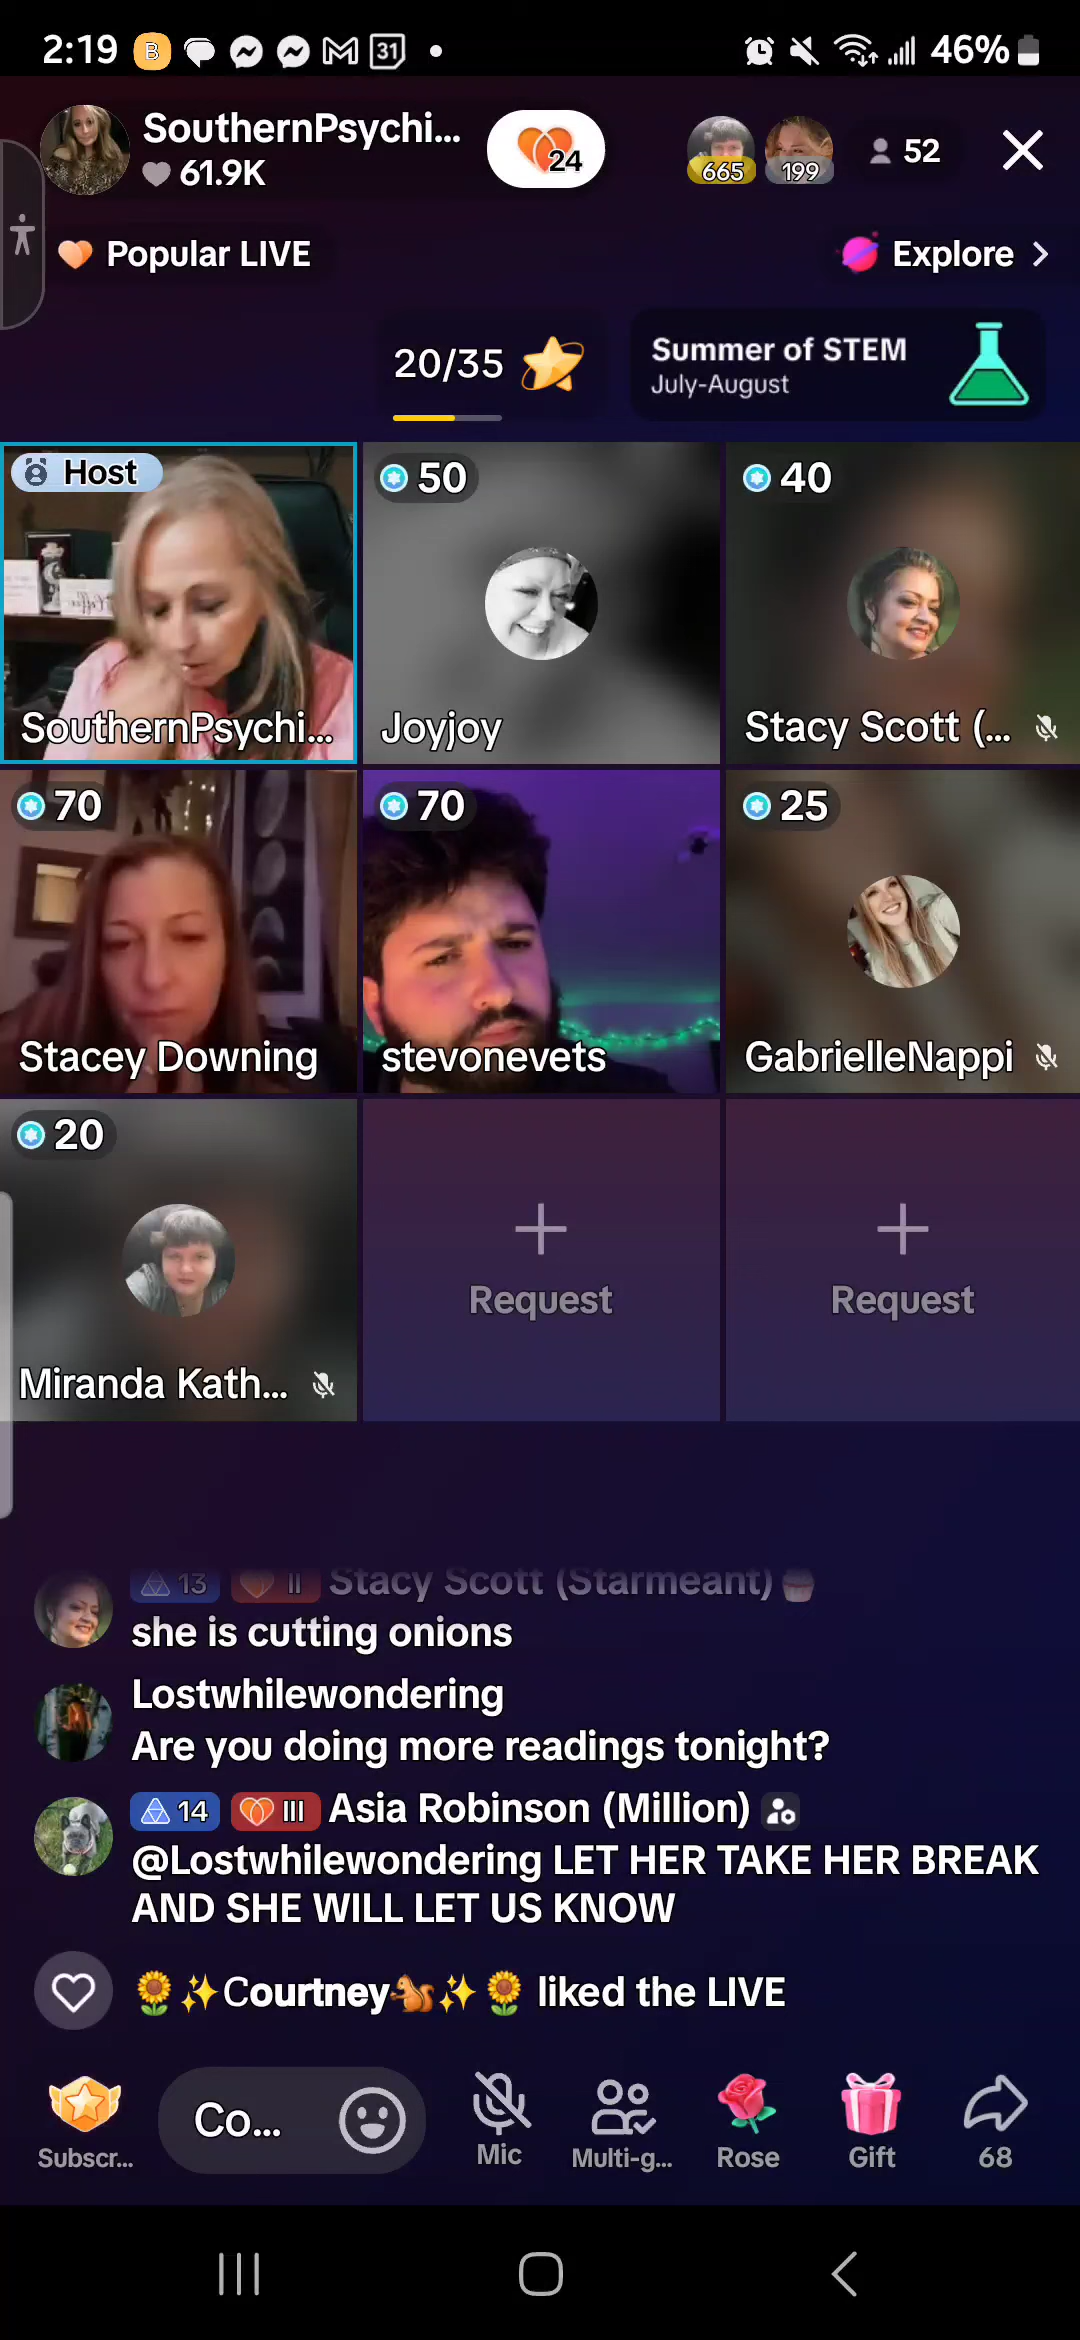 2:19
31
46%
SouthernPsychi...
61.9K
24
665
199
52
Popular LIVE
Explore
20/35
Summer of STEM
July-August
Host
SouthernPsychi...
50
Joyjoy
40
Stacy Scott (...
70
Stacey Downing
70
stevonevets
25
GabrielleNappi
20
Miranda Kath...
Request
Request
13 II Stacy Scott (Starmeant)🧁
she is cutting onions
Lostwhilewondering
Are you doing more readings tonight?
14 III Asia Robinson (Million)
@Lostwhilewondering LET HER TAKE HER BREAK
AND SHE WILL LET US KNOW
🌻✨Courtney🐿️✨🌻 liked the LIVE
Co...
Subscr...
Mic
Multi-g...
Rose
Gift
68